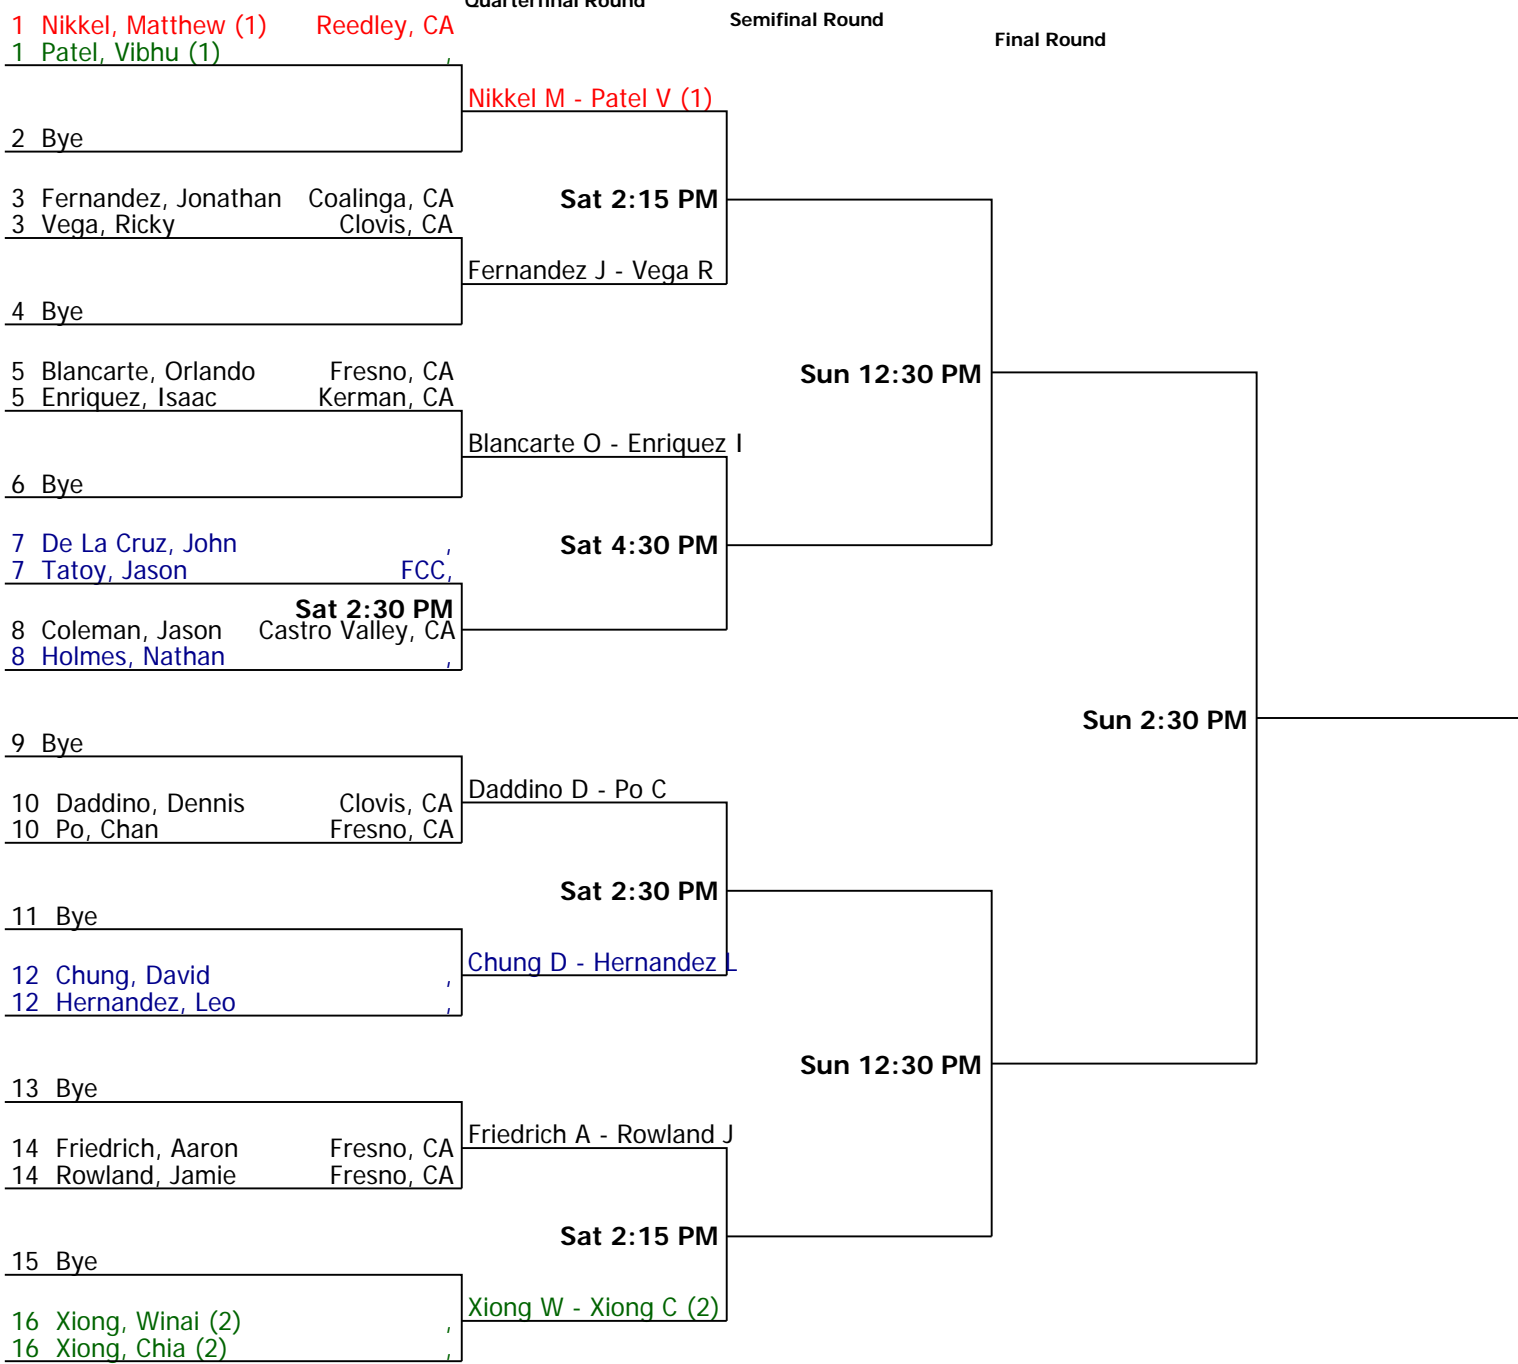 Quarterfinal Round
Semifinal Round
Final Round
1 Nikkel, Matthew (1) Reedley, CA
1 Patel, Vibhu (1) ,
Nikkel M - Patel V (1)
2 Bye
3 Fernandez, Jonathan Coalinga, CA
Sat 2:15 PM
3 Vega, Ricky Clovis, CA
Fernandez J - Vega R
4 Bye
5 Blancarte, Orlando Fresno, CA
Sun 12:30 PM
5 Enriquez, Isaac Kerman, CA
Blancarte O - Enriquez I
6 Bye
7 De La Cruz, John ,
Sat 4:30 PM
7 Tatoy, Jason FCC,
Sat 2:30 PM
8 Coleman, Jason Castro Valley, CA
8 Holmes, Nathan ,
Sun 2:30 PM
9 Bye
Daddino D - Po C
10 Daddino, Dennis Clovis, CA
10 Po, Chan Fresno, CA
Sat 2:30 PM
11 Bye
Chung D - Hernandez L
12 Chung, David ,
12 Hernandez, Leo ,
Sun 12:30 PM
13 Bye
Friedrich A - Rowland J
14 Friedrich, Aaron Fresno, CA
14 Rowland, Jamie Fresno, CA
Sat 2:15 PM
15 Bye
Xiong W - Xiong C (2)
16 Xiong, Winai (2) ,
16 Xiong, Chia (2) ,